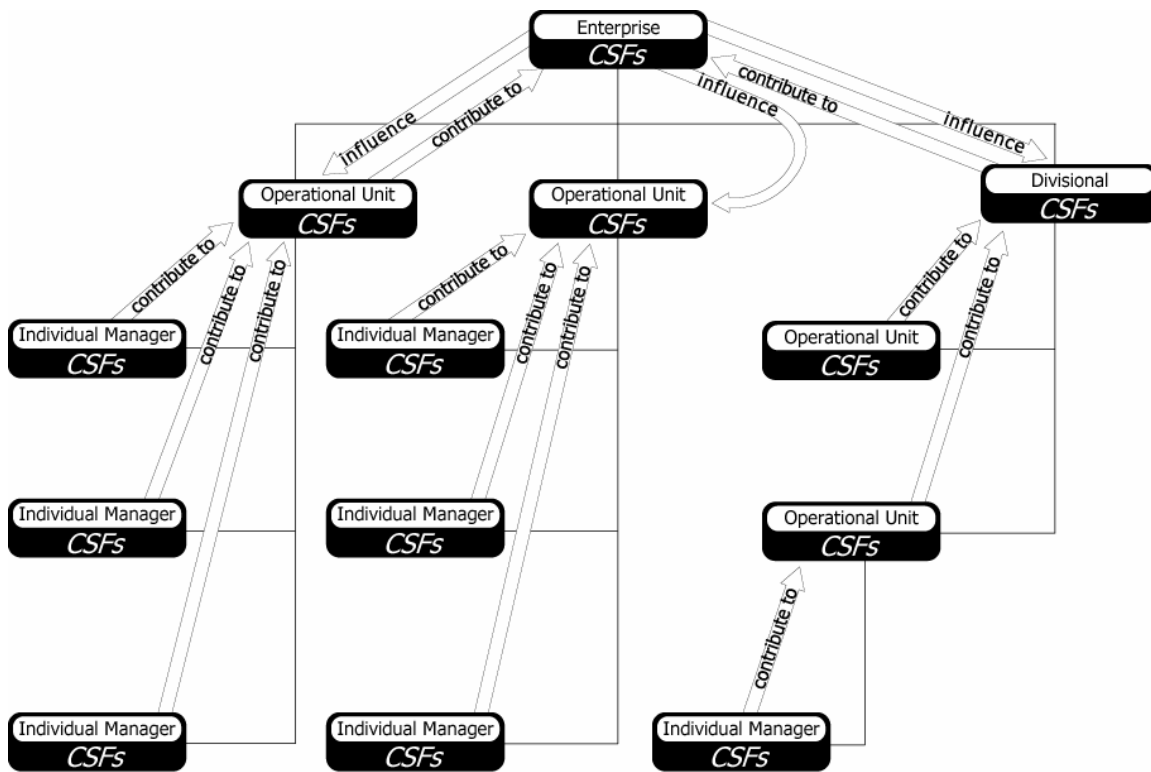 Enterprise
CSFs
influence
contribute to
influence
contribute to
influence
Operational Unit
CSFs
Operational Unit
CSFs
Divisional
CSFs
contribute to
contribute to
contribute to
contribute to
contribute to
contribute to
contribute to
contribute to
Individual Manager
CSFs
Individual Manager
CSFs
Operational Unit
CSFs
Individual Manager
CSFs
Individual Manager
CSFs
Operational Unit
CSFs
contribute to
Individual Manager
CSFs
Individual Manager
CSFs
Individual Manager
CSFs